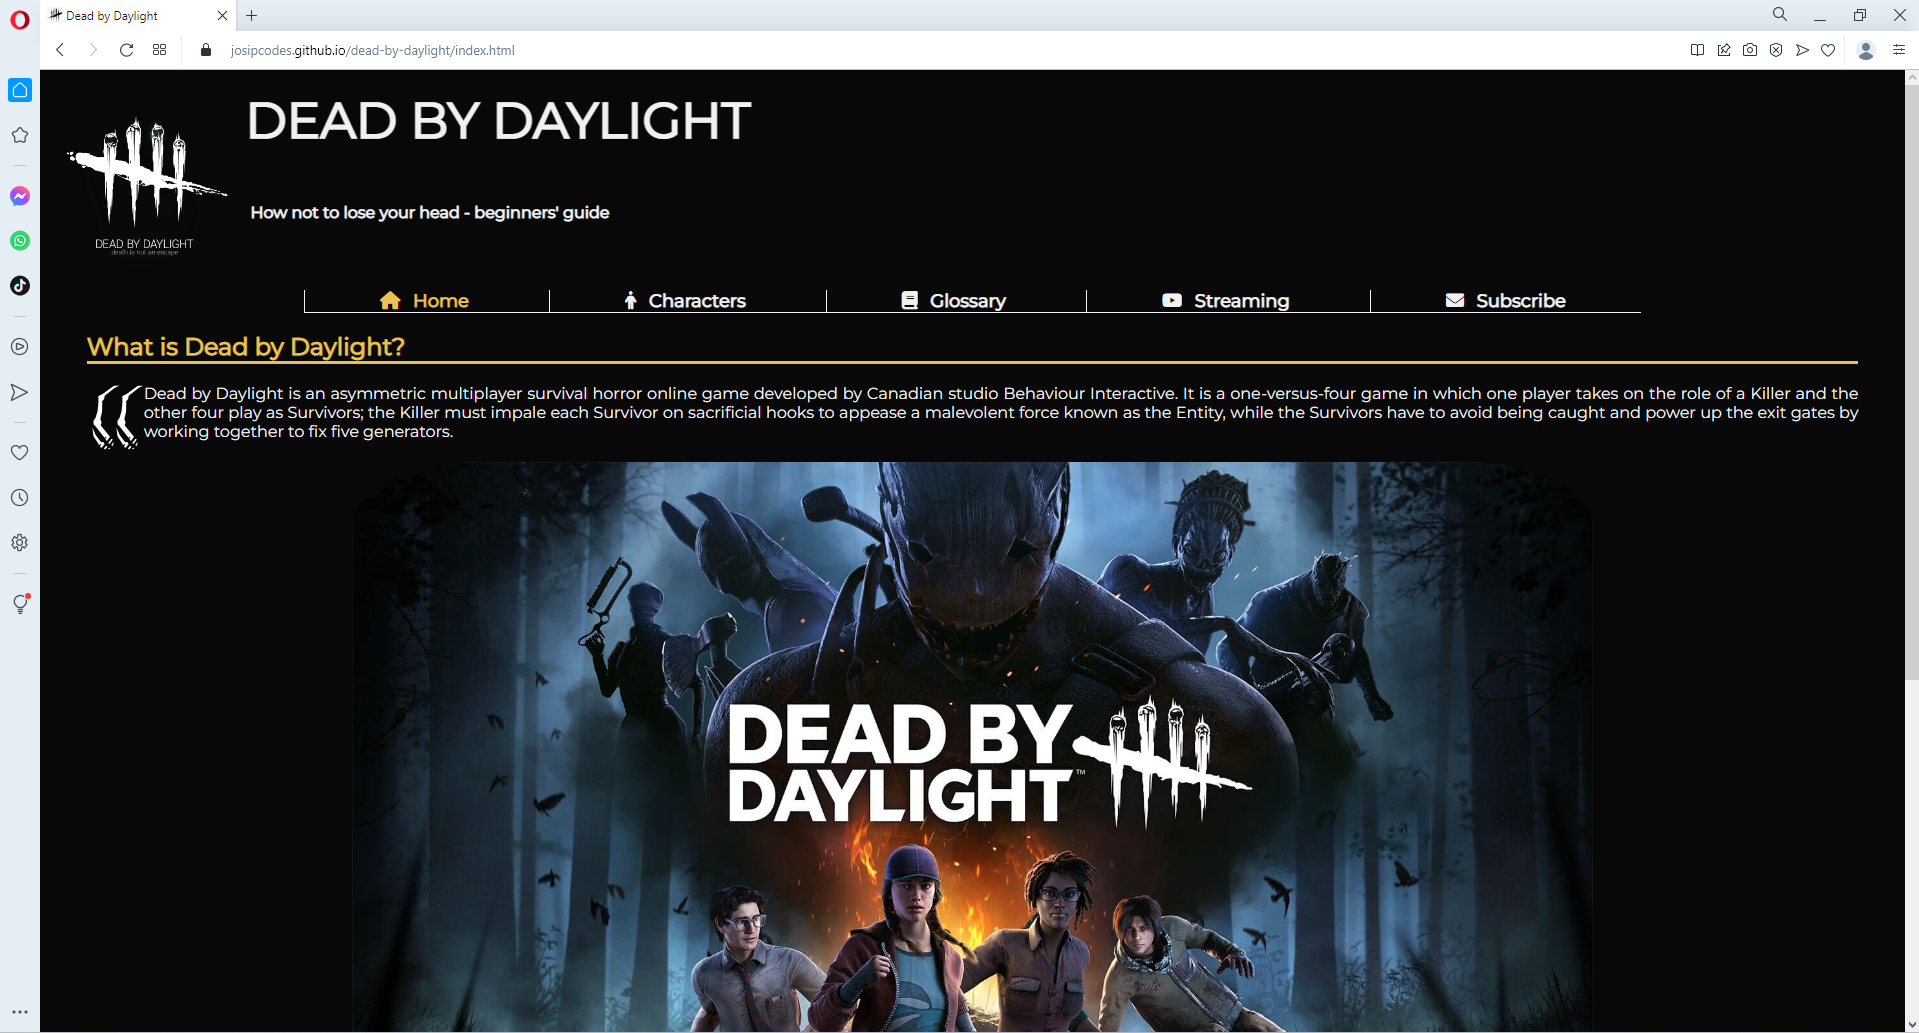 Dead by Daylight
josipcodes.github.io/dead-by-daylight/index.html
DEAD BY DAYLIGHT
How not to lose your head - beginners' guide
DEAD BY DAYLIGHT
death is not an escape
Home
Characters
Glossary
Streaming
Subscribe
What is Dead by Daylight?
Dead by Daylight is an asymmetric multiplayer survival horror online game developed by Canadian studio Behaviour Interactive. It is a one-versus-four game in which one player takes on the role of a Killer and the
other four play as Survivors; the Killer must impale each Survivor on sacrificial hooks to appease a malevolent force known as the Entity, while the Survivors have to avoid being caught and power up the exit gates by
working together to fix five generators.
DEAD BY
DAYLIGHT™